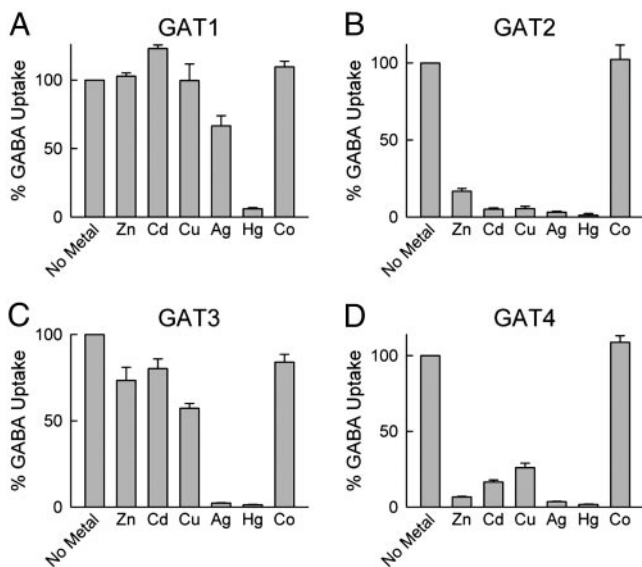 A
GAT1
% GABA Uptake
100
50
0
No Metal Zn Cd Cu Ag Hg Co
B
GAT2
% GABA Uptake
100
50
0
No Metal Zn Cd Cu Ag Hg Co
C
GAT3
% GABA Uptake
100
50
0
No Metal Zn Cd Cu Ag Hg Co
D
GAT4
% GABA Uptake
100
50
0
No Metal Zn Cd Cu Ag Hg Co